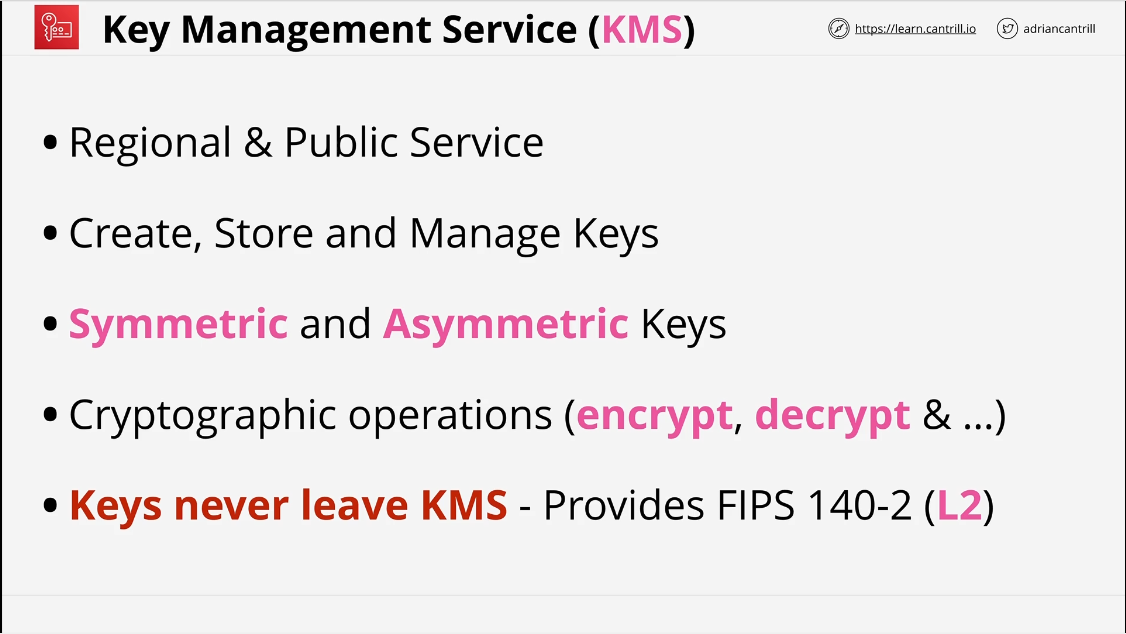 Key Management Service (KMS)
https://learn.cantrill.io
adriancantrill
• Regional & Public Service
• Create, Store and Manage Keys
• Symmetric and Asymmetric Keys
• Cryptographic operations (encrypt, decrypt & ...)
• Keys never leave KMS - Provides FIPS 140-2 (L2)